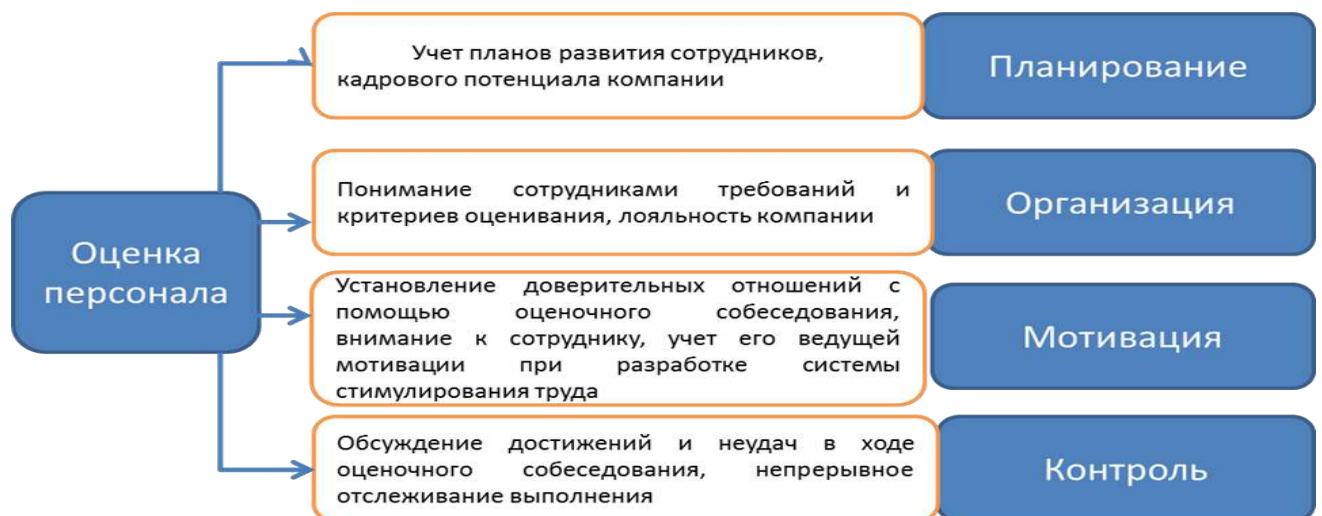 Оценка
персонала
Учет планов развития сотрудников,
кадрового потенциала компании
Планирование
Понимание сотрудниками требований и
критериев оценивания, лояльность компании
Организация
Установление доверительных отношений с
помощью оценочного собеседования,
внимание к сотруднику, учет его ведущей
мотивации при разработке системы
стимулирования труда
Мотивация
Обсуждение достижений и неудач в ходе
оценочного собеседования, непрерывное
отслеживание выполнения
Контроль